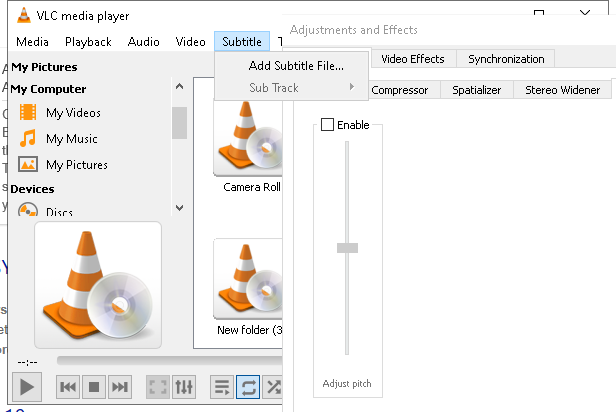 VLC media player
Adjustments and Effects
Media Playback Audio Video Subtitle T
Video Effects Synchronization
Add Subtitle File...
Sub Track
Compressor Spatializer Stereo Widener
My Pictures
My Computer
My Videos
My Music
My Pictures
Devices
Discs
Enable
Camera Roll
New folder (3
Adjust pitch
--:--